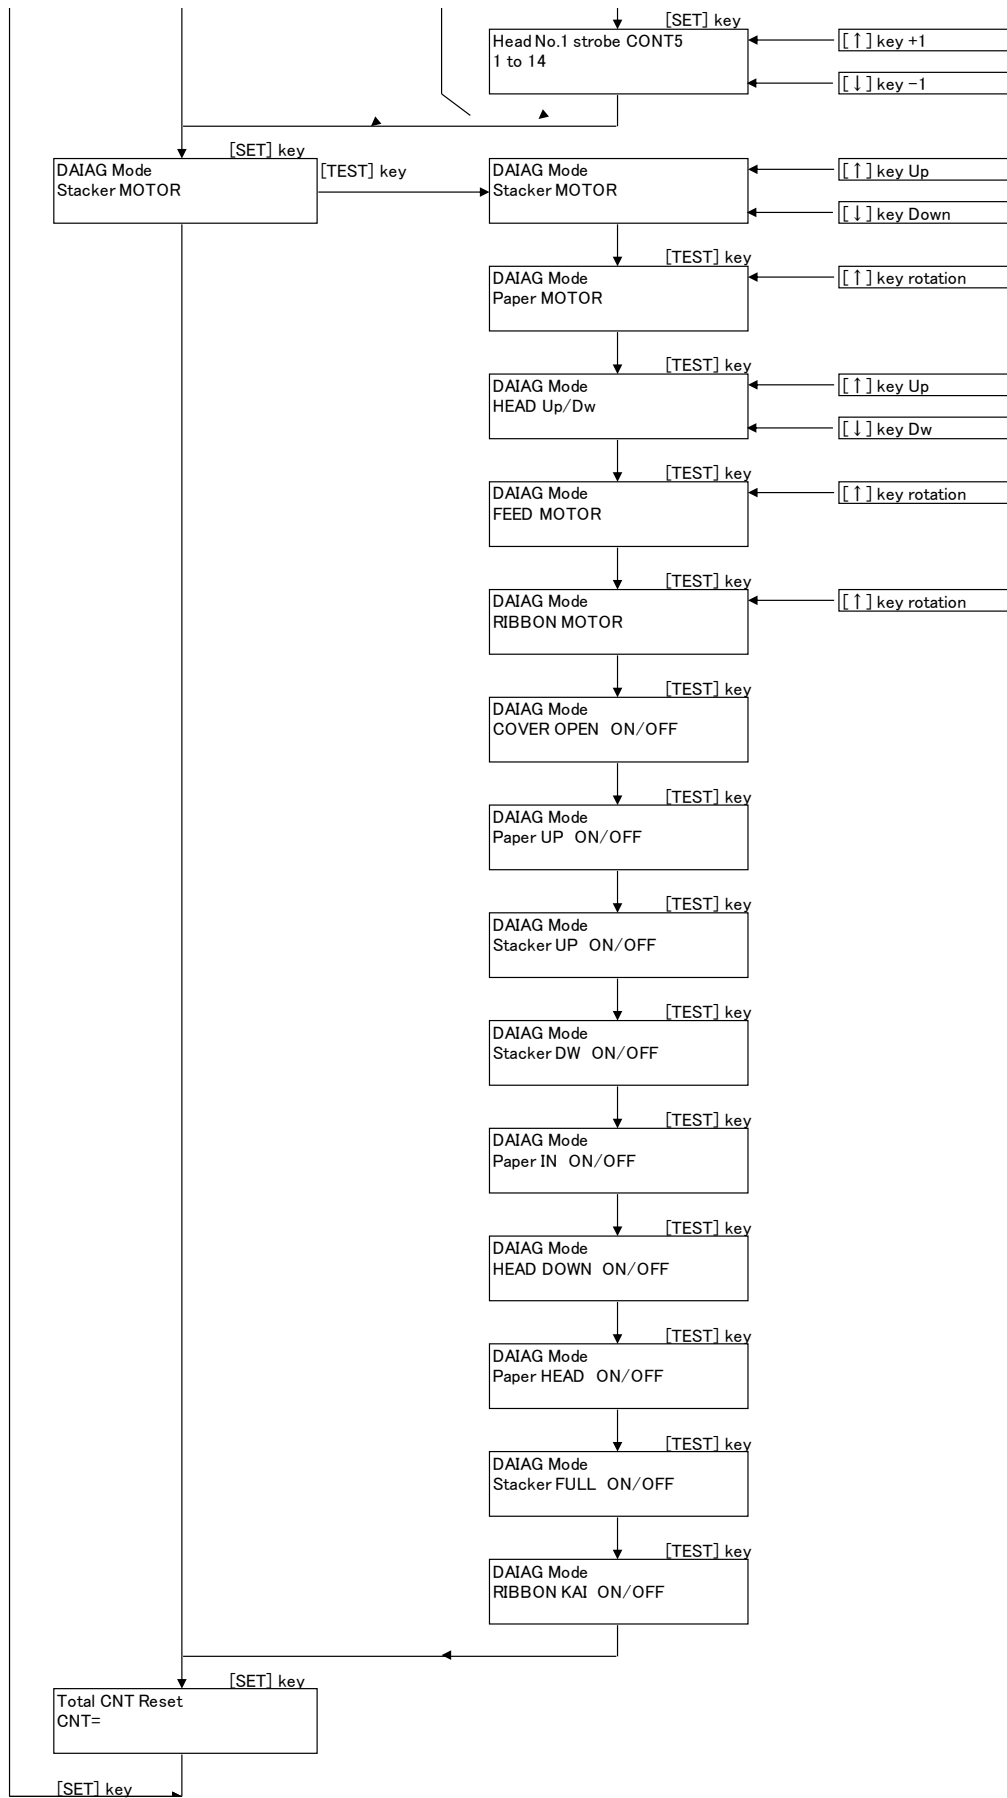 [SET] key
Head No.1 strobe CONT5
1 to 14
[↑] key +1
[↓] key -1
[SET] key
DAIAG Mode
Stacker MOTOR
[TEST] key
DAIAG Mode
Stacker MOTOR
[↑] key Up
[↓] key Down
[TEST] key
DAIAG Mode
Paper MOTOR
[↑] key rotation
[TEST] key
DAIAG Mode
HEAD Up/Dw
[↑] key Up
[↓] key Dw
[TEST] key
DAIAG Mode
FEED MOTOR
[↑] key rotation
[TEST] key
DAIAG Mode
RIBBON MOTOR
[↑] key rotation
[TEST] key
DAIAG Mode
COVER OPEN ON/OFF
[TEST] key
DAIAG Mode
Paper UP ON/OFF
[TEST] key
DAIAG Mode
Stacker UP ON/OFF
[TEST] key
DAIAG Mode
Stacker DW ON/OFF
[TEST] key
DAIAG Mode
Paper IN ON/OFF
[TEST] key
DAIAG Mode
HEAD DOWN ON/OFF
[TEST] key
DAIAG Mode
Paper HEAD ON/OFF
[TEST] key
DAIAG Mode
Stacker FULL ON/OFF
[TEST] key
DAIAG Mode
RIBBON KAI ON/OFF
[SET] key
Total CNT Reset
CNT=
[SET] key